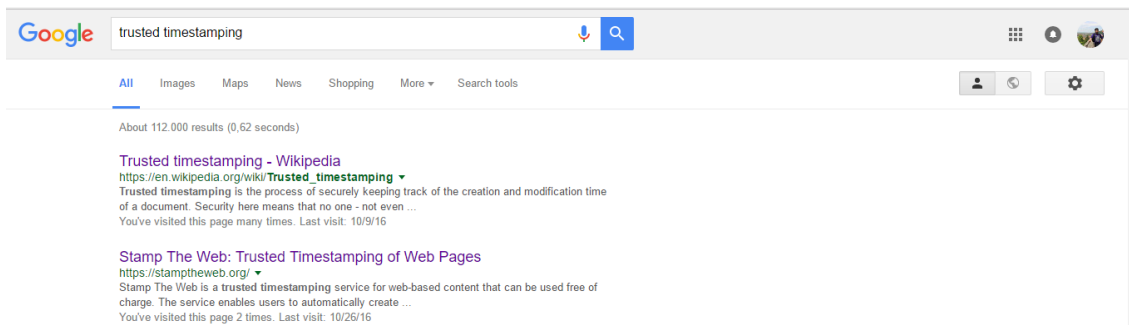 Google
trusted timestamping
All Images Maps News Shopping More Search tools
About 112.000 results (0,62 seconds)
Trusted timestamping - Wikipedia
https://en.wikipedia.org/wiki/Trusted_timestamping
Trusted timestamping is the process of securely keeping track of the creation and modification time
of a document. Security here means that no one - not even ...
You've visited this page many times. Last visit: 10/9/16
Stamp The Web: Trusted Timestamping of Web Pages
https://stamptheweb.org/
Stamp The Web is a trusted timestamping service for web-based content that can be used free of
charge. The service enables users to automatically create ...
You've visited this page 2 times. Last visit: 10/26/16